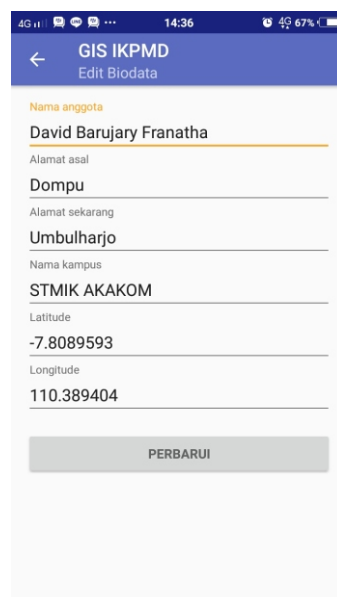 4G 14:36 4G 67%
GIS IKPMD
Edit Biodata
Nama anggota
David Barujary Franatha
Alamat asal
Dompu
Alamat sekarang
Umbulharjo
Nama kampus
STMIK AKAKOM
Latitude
-7.8089593
Longitude
110.389404
PERBARUI